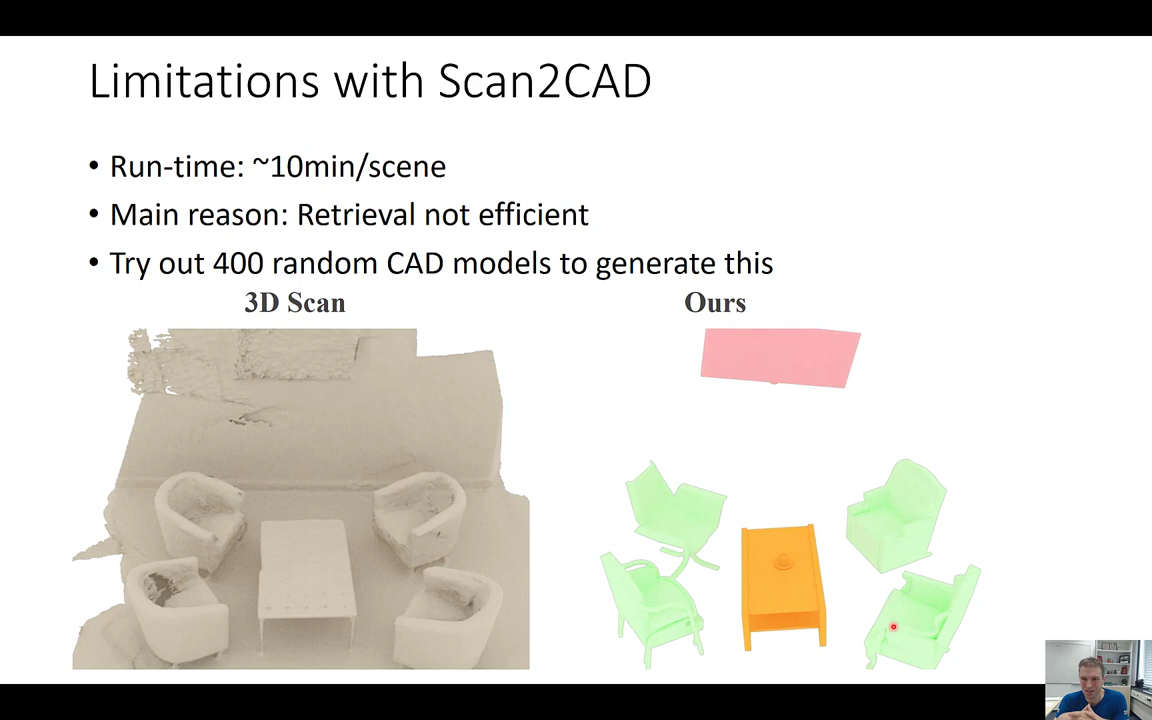 Limitations with Scan2CAD
• Run-time: ~10min/scene
• Main reason: Retrieval not efficient
• Try out 400 random CAD models to generate this
3D Scan
Ours